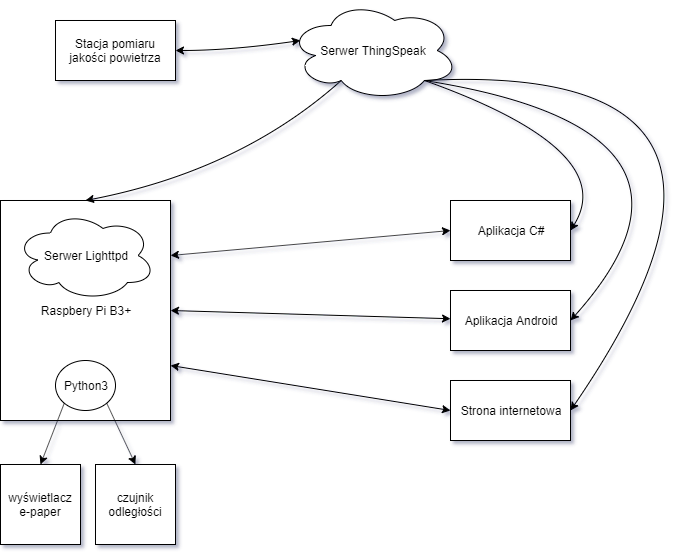 Stacja pomiaru
jakości powietrza
Serwer ThingSpeak
Serwer Lighttpd
Raspbery Pi B3+
Python3
wyświetlacz
e-paper
czujnik
odległości
Aplikacja C#
Aplikacja Android
Strona internetowa